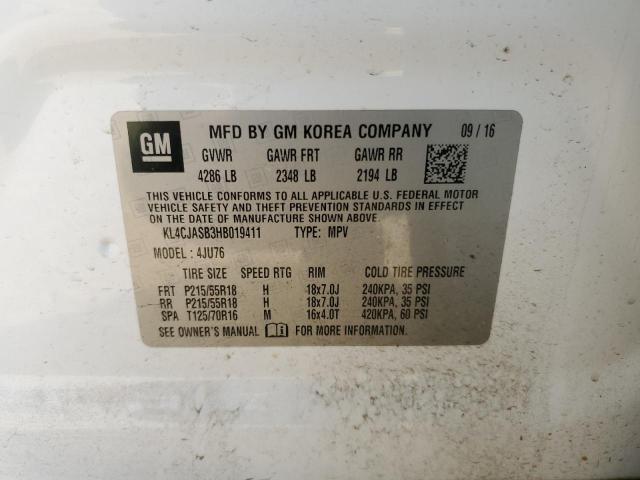 GM MFD BY GM KOREA COMPANY 09 / 16
GVWR GAWR FRT GAWR RR
4286 LB 2348 LB 2194 LB
THIS VEHICLE CONFORMS TO ALL APPLICABLE U.S. FEDERAL MOTOR
VEHICLE SAFETY AND THEFT PREVENTION STANDARDS IN EFFECT
ON THE DATE OF MANUFACTURE SHOWN ABOVE.
KL4CJASB3HB019411 TYPE: MPV
MODEL : 4JU76
TIRE SIZE SPEED RTG RIM COLD TIRE PRESSURE
FRT P215/55R18 H 18x7.0J 240KPA, 35 PSI
RR P215/55R18 H 18x7.0J 240KPA, 35 PSI
SPA T125/70R16 M 16x4.0T 420KPA, 60 PSI
SEE OWNER'S MANUAL FOR MORE INFORMATION.